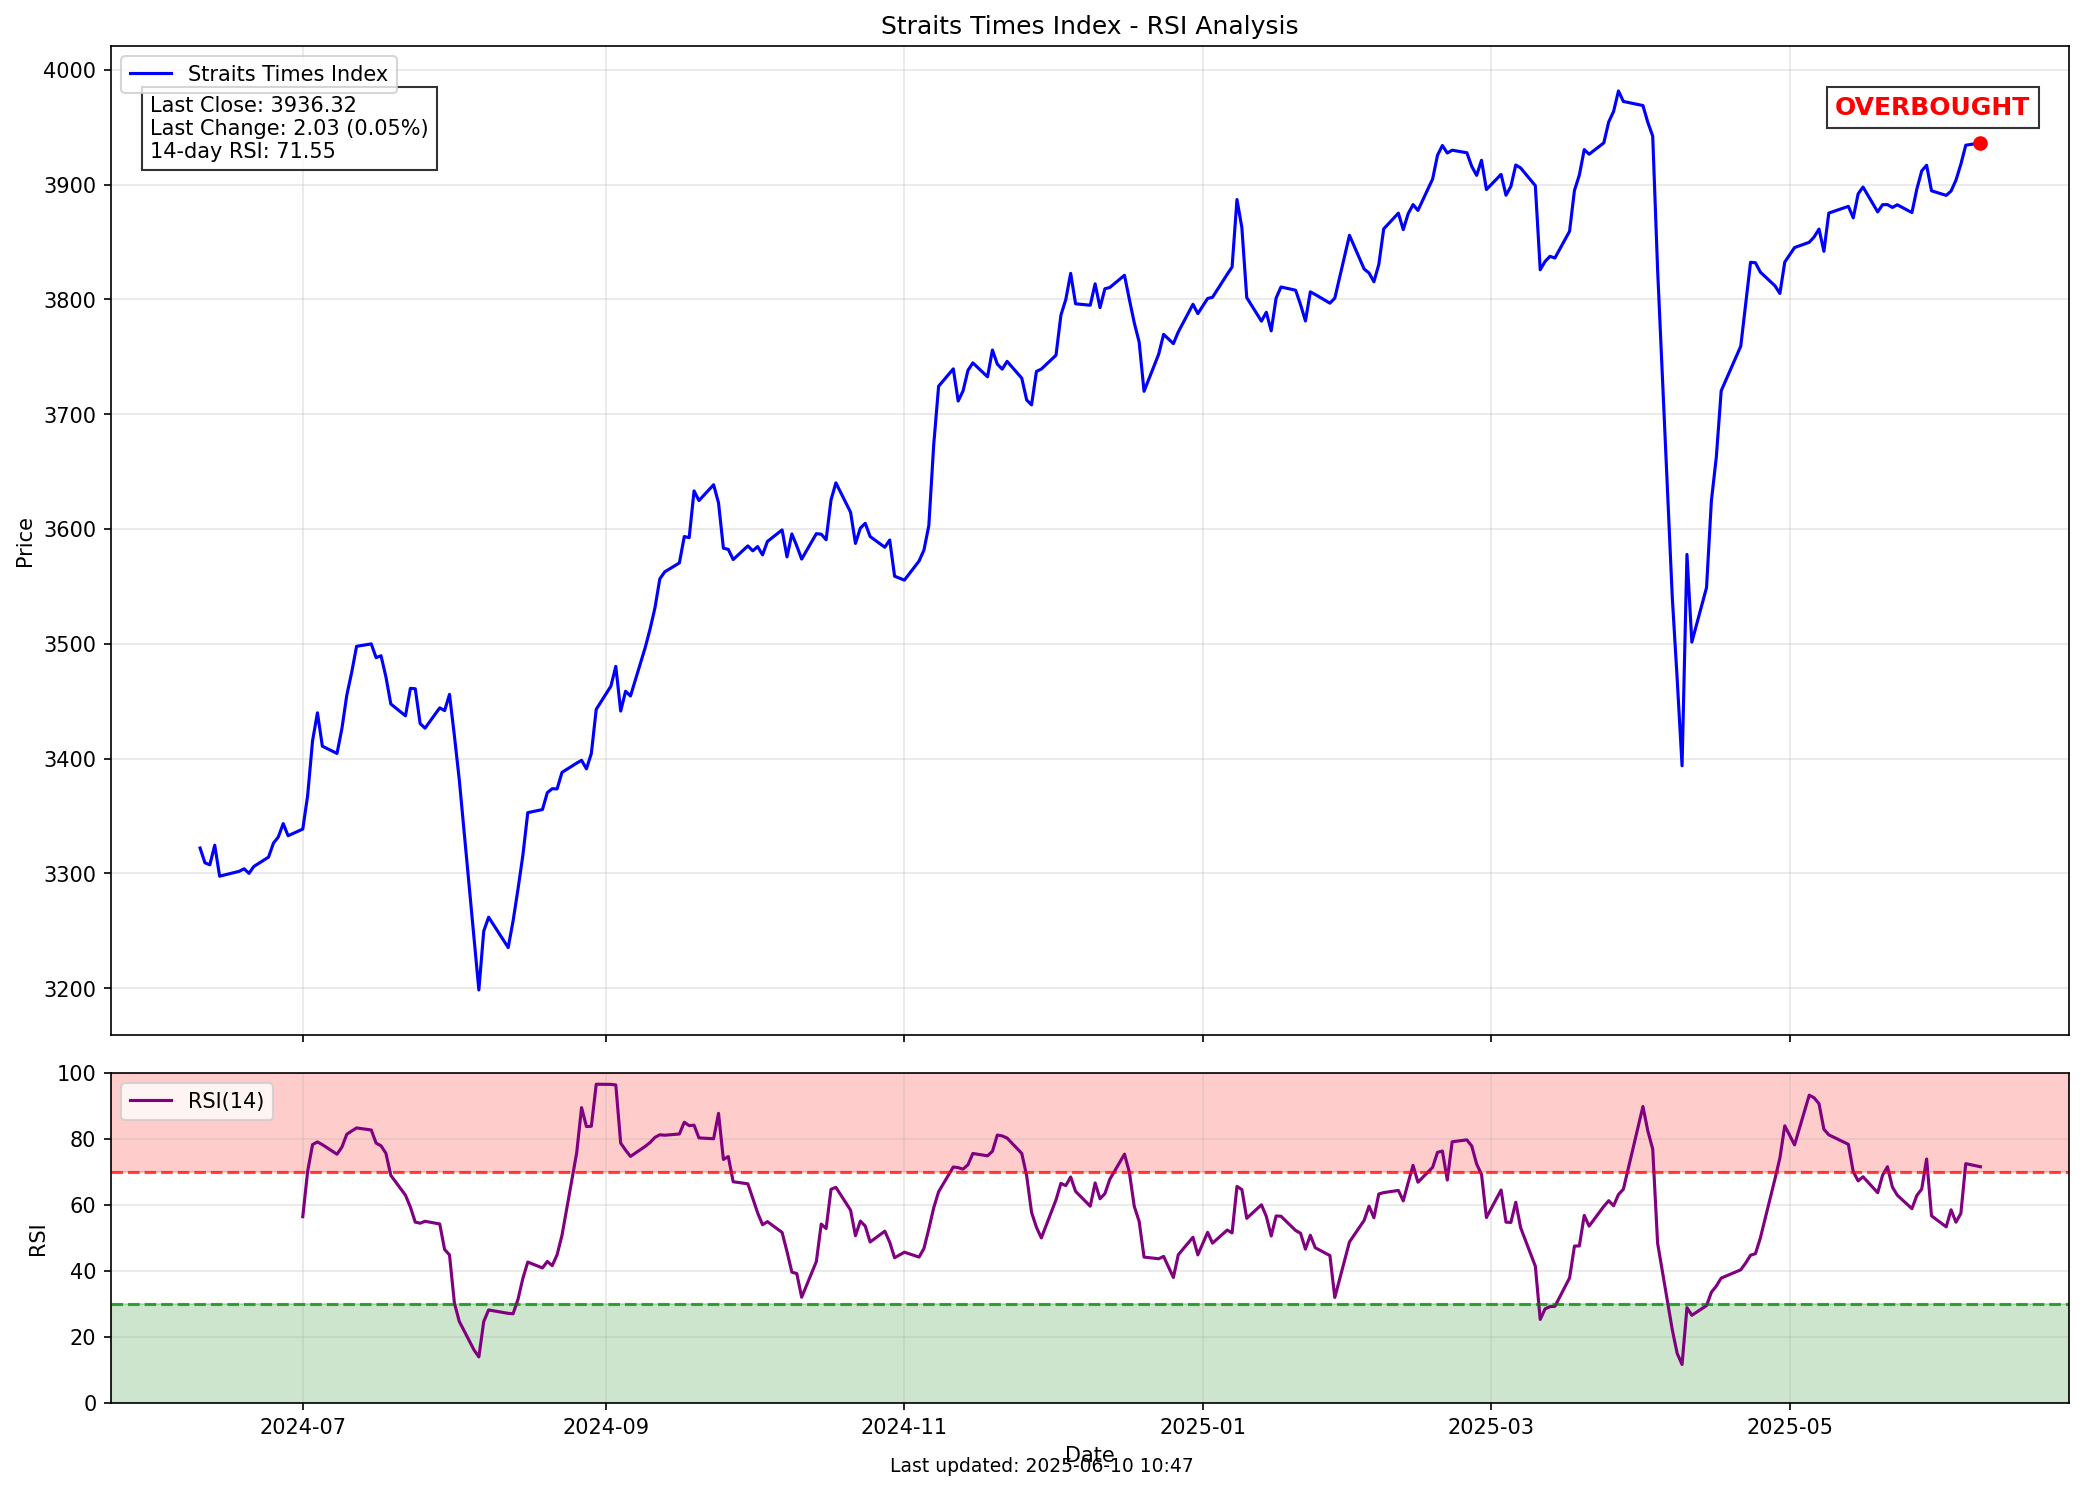 Straits Times Index - RSI Analysis
Straits Times Index
Last Close: 3936.32
Last Change: 2.03 (0.05%)
14-day RSI: 71.55
OVERBOUGHT
4000
3900
3800
3700
3600
3500
3400
3300
3200
Price
RSI(14)
100
80
60
40
20
0
RSI
2024-07
2024-09
2024-11
2025-01
2025-03
2025-05
Date
Last updated: 2025-06-10 10:47